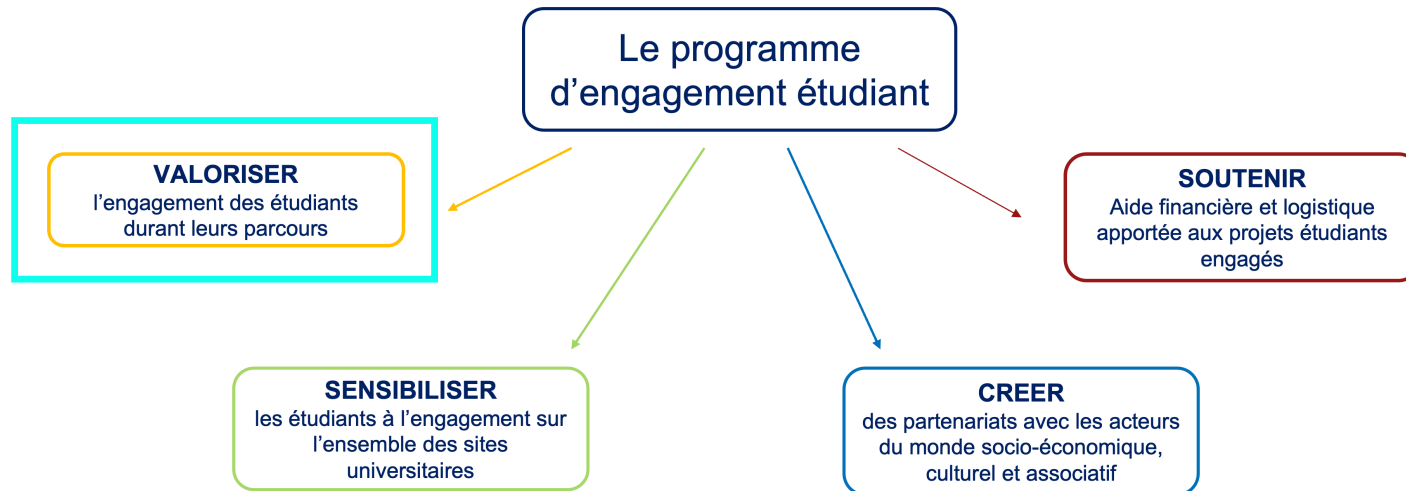 Le programme
d’engagement étudiant
VALORISER
l’engagement des étudiants
durant leurs parcours
SOUTENIR
Aide financière et logistique
apportée aux projets étudiants
engagés
SENSIBILISER
les étudiants à l’engagement sur
l’ensemble des sites
universitaires
CREER
des partenariats avec les acteurs
du monde socio-économique,
culturel et associatif